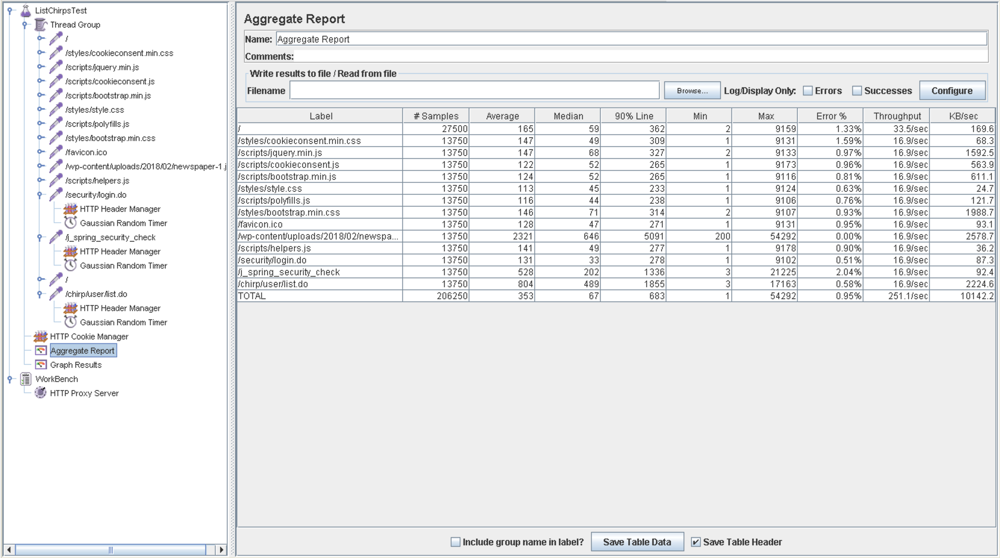 ListChirpsTest
Thread Group
/
/styles/cookieconsent.min.css
/scripts/jquery.min.js
/scripts/cookieconsent.js
/scripts/bootstrap.min.js
/styles/style.css
/scripts/polyfills.js
/styles/bootstrap.min.css
/favicon.ico
/wp-content/uploads/2018/02/newspaper-1.j
/scripts/helpers.js
/security/login.do
HTTP Header Manager
Gaussian Random Timer
/j_spring_security_check
HTTP Header Manager
Gaussian Random Timer
/
/chirp/user/list.do
HTTP Header Manager
Gaussian Random Timer
HTTP Cookie Manager
Aggregate Report
Graph Results
WorkBench
HTTP Proxy Server
Aggregate Report
Name: Aggregate Report
Comments:
Write results to file / Read from file
Filename Browse... Log/Display Only: Errors Successes Configure
Label # Samples Average Median 90% Line Min Max Error % Throughput KB/sec
/ 27500 165 59 362 2 9159 1.33% 33.5/sec 169.6
/styles/cookieconsent.min.css 13750 147 49 309 1 9131 1.59% 16.9/sec 68.3
/scripts/jquery.min.js 13750 147 68 327 2 9133 0.97% 16.9/sec 1592.5
/scripts/cookieconsent.js 13750 122 52 265 1 9173 0.96% 16.9/sec 563.9
/scripts/bootstrap.min.js 13750 124 52 265 1 9116 0.81% 16.9/sec 611.1
/styles/style.css 13750 113 45 233 1 9124 0.63% 16.9/sec 24.7
/scripts/polyfills.js 13750 116 44 238 1 9106 0.76% 16.9/sec 121.7
/styles/bootstrap.min.css 13750 146 71 314 2 9107 0.93% 16.9/sec 1988.7
/favicon.ico 13750 128 47 271 1 9131 0.95% 16.9/sec 93.1
/wp-content/uploads/2018/02/newspa... 13750 2321 646 5091 200 54292 0.00% 16.9/sec 2578.7
/scripts/helpers.js 13750 141 49 277 1 9178 0.90% 16.9/sec 36.2
/security/login.do 13750 131 33 278 1 9102 0.51% 16.9/sec 87.3
/j_spring_security_check 13750 528 202 1336 3 21225 2.04% 16.9/sec 92.4
/chirp/user/list.do 13750 804 489 1855 3 17163 0.58% 16.9/sec 2224.6
TOTAL 206250 353 67 683 1 54292 0.95% 251.1/sec 10142.2
Include group name in label? Save Table Data Save Table Header